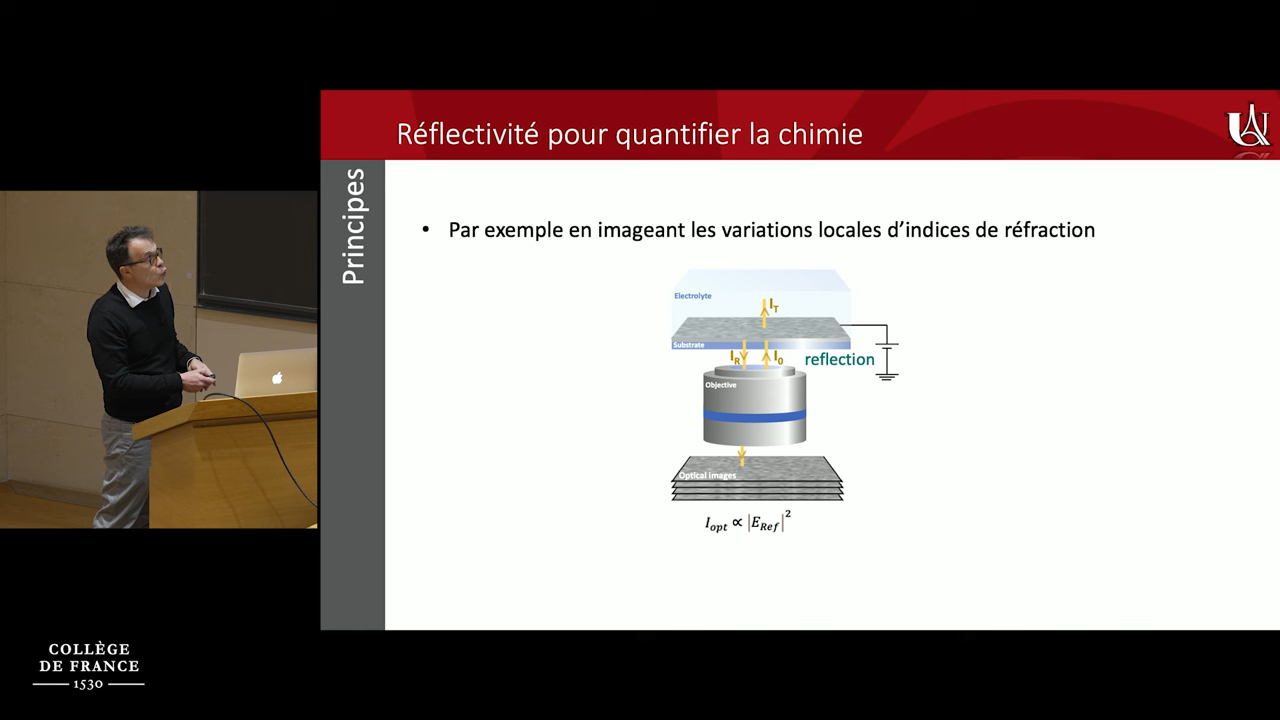 Réflectivité pour quantifier la chimie
Principes
• Par exemple en imageant les variations locales d’indices de réfraction
Electrolyte
I_T
Substrate
I_R
I_0
reflection
Objective
Optical images
I_opt ∝ |E_Ref|²
COLLÈGE
DE FRANCE
1530